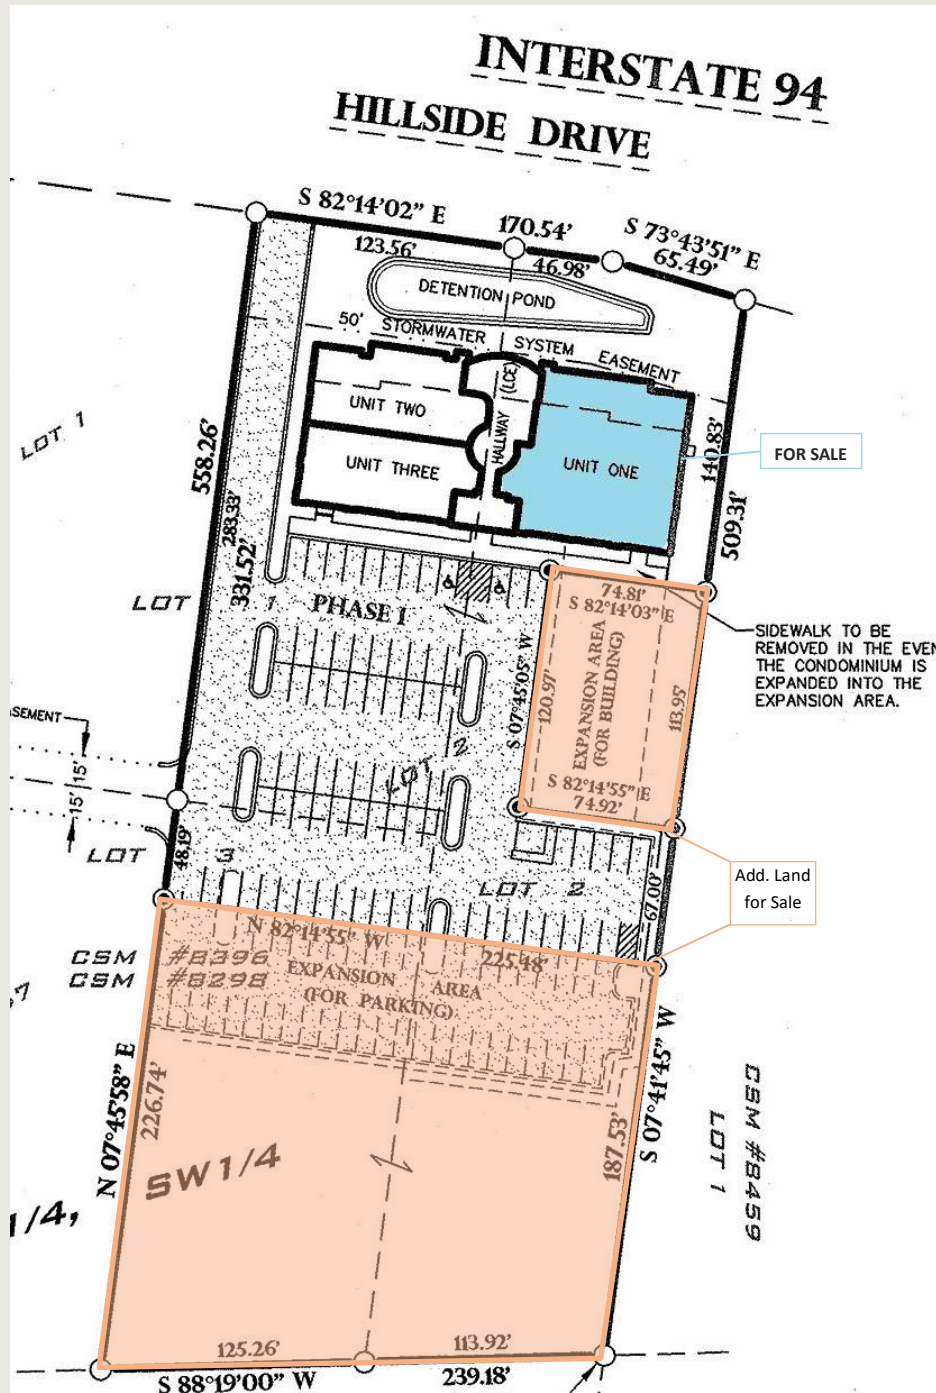 INTERSTATE 94
HILLSIDE DRIVE
S 82°14'02" E
170.54'
S 73°43'51" E
65.49'
123.56'
46.98'
DETENTION POND
50' STORMWATER SYSTEM EASEMENT
UNIT TWO
HALLWAY (LCE)
UNIT THREE
UNIT ONE
FOR SALE
140.83'
509.31'
LOT 1
558.26'
283.33'
331.52'
LOT 1
PHASE I
74.81'
S 82°14'03" E
SIDEWALK TO BE
REMOVED IN THE EVEN
THE CONDOMINIUM IS
EXPANDED INTO THE
EXPANSION AREA.
S 07°45'05" W
120.97'
EXPANSION AREA
(FOR BUILDING)
113.95'
S 82°14'55" E
74.92'
SEMENT
15' 15'
LOT 2
48.19'
LOT 3
LOT 2
67.00'
Add. Land
for Sale
N 82°14'55" W
225.48'
CSM #8396
CSM #8298
EXPANSION AREA
(FOR PARKING)
N 07°45'58" E
226.74'
S 07°41'45" W
187.53'
SW1/4
1/4,
CSM #8459
LOT 1
125.26'
113.92'
S 88°19'00" W
239.18'